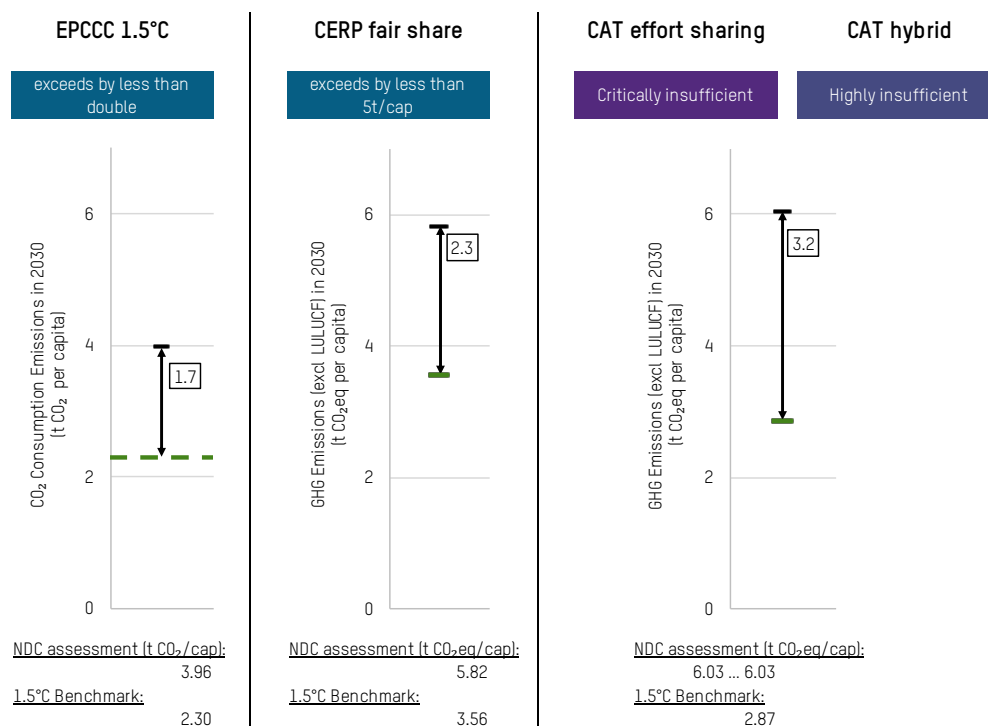 EPCCC 1.5°C
exceeds by less than
double
CO₂ Consumption Emissions in 2030
(t CO₂ per capita)
6
4
2
0
1.7
NDC assessment (t CO₂/cap):
3.96
1.5°C Benchmark:
2.30
CERP fair share
exceeds by less than
5t/cap
GHG Emissions (excl LULUCF) in 2030
(t CO₂eq per capita)
6
4
2
0
2.3
NDC assessment (t CO₂eq/cap):
5.82
1.5°C Benchmark:
3.56
CAT effort sharing
CAT hybrid
Critically insufficient
Highly insufficient
GHG Emissions (excl LULUCF) in 2030
(t CO₂eq per capita)
6
4
2
0
3.2
NDC assessment (t CO₂eq/cap):
6.03 ... 6.03
1.5°C Benchmark:
2.87